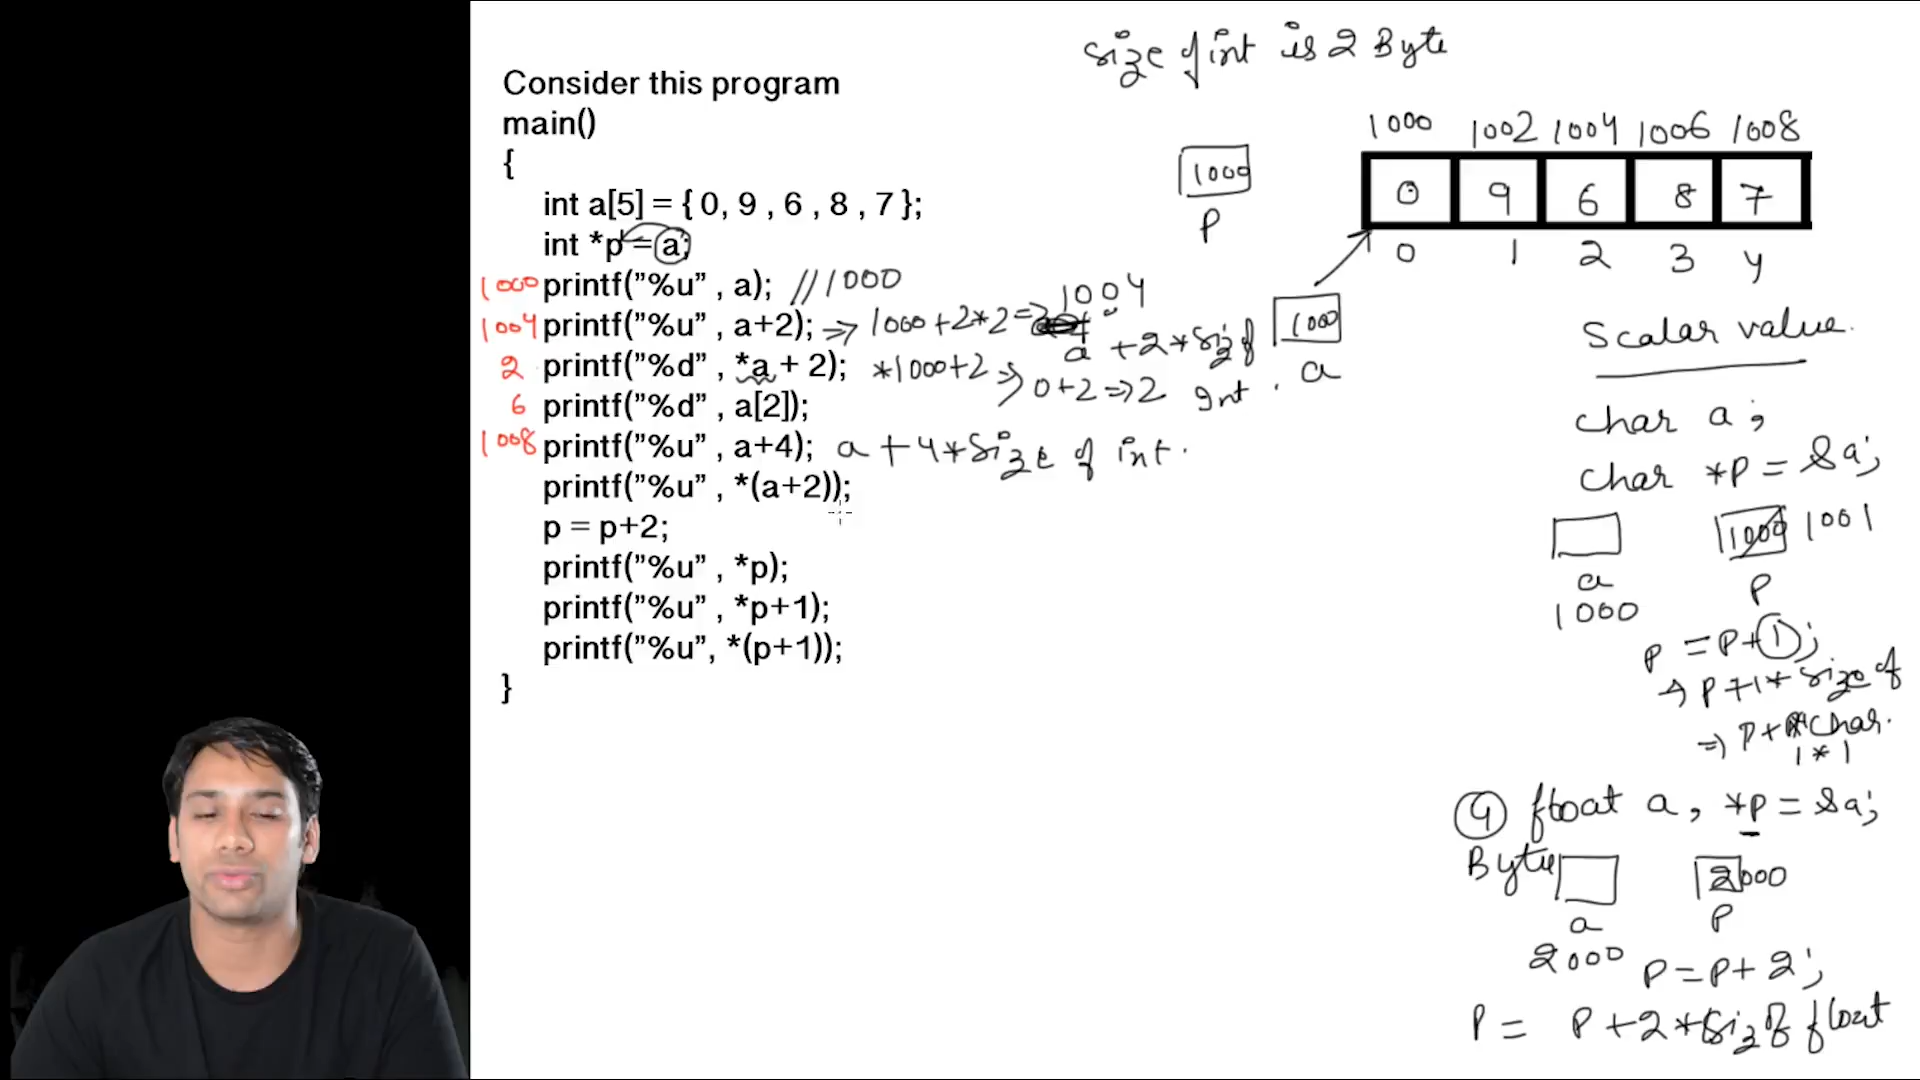 size of int is 2 Byte
Consider this program
main()
{
int a[5] = { 0, 9 , 6 , 8 , 7 };
int *p = a;
1000 printf("%u" , a); //1000
1004 printf("%u" , a+2); => 1000+2*2 => 1004
a +2*size of Int.
2 printf("%d" , *a + 2); *1000+2 => 0+2 => 2
6 printf("%d" , a[2]);
1008 printf("%u" , a+4); a + 4*size of int.
printf("%u" , *(a+2));
p = p+2;
printf("%u" , *p);
printf("%u" , *p+1);
printf("%u", *(p+1));
}
1000 1002 1004 1006 1008
0 9 6 8 7
0 1 2 3 4
1000
P
1000
a
Scalar value.
char a ;
char *p = &a;
1000 1001
a P
1000
P = P+1;
=> P+1* size of
=> P+ char.
1 * 1
4 float a, *p = &a;
Byte 2000
a P
2000 P = P+ 2;
P = P+2*size of float